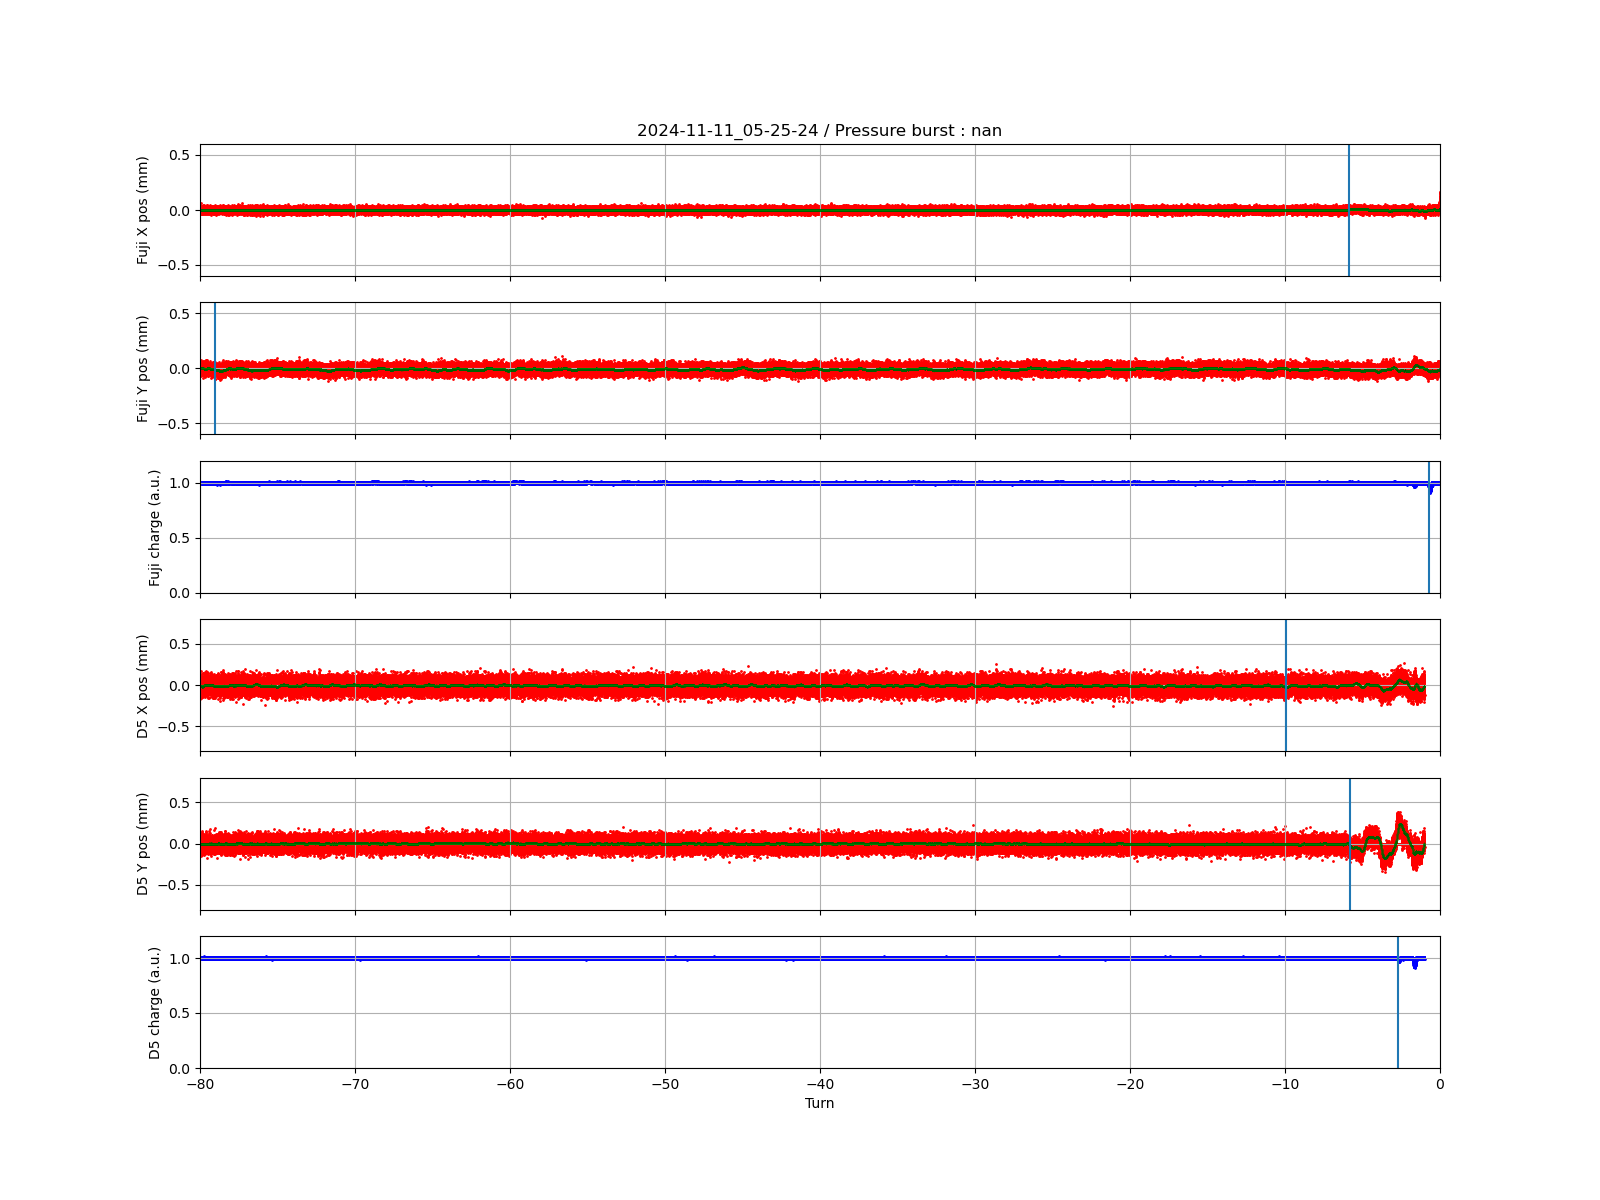 2024-11-11_05-25-24 / Pressure burst : nan
Fuji X pos (mm)
0.5
0.0
−0.5
Fuji Y pos (mm)
0.5
0.0
−0.5
Fuji charge (a.u.)
1.0
0.5
0.0
D5 X pos (mm)
0.5
0.0
−0.5
D5 Y pos (mm)
0.5
0.0
−0.5
D5 charge (a.u.)
1.0
0.5
0.0
−80 −70 −60 −50 −40 −30 −20 −10 0
Turn